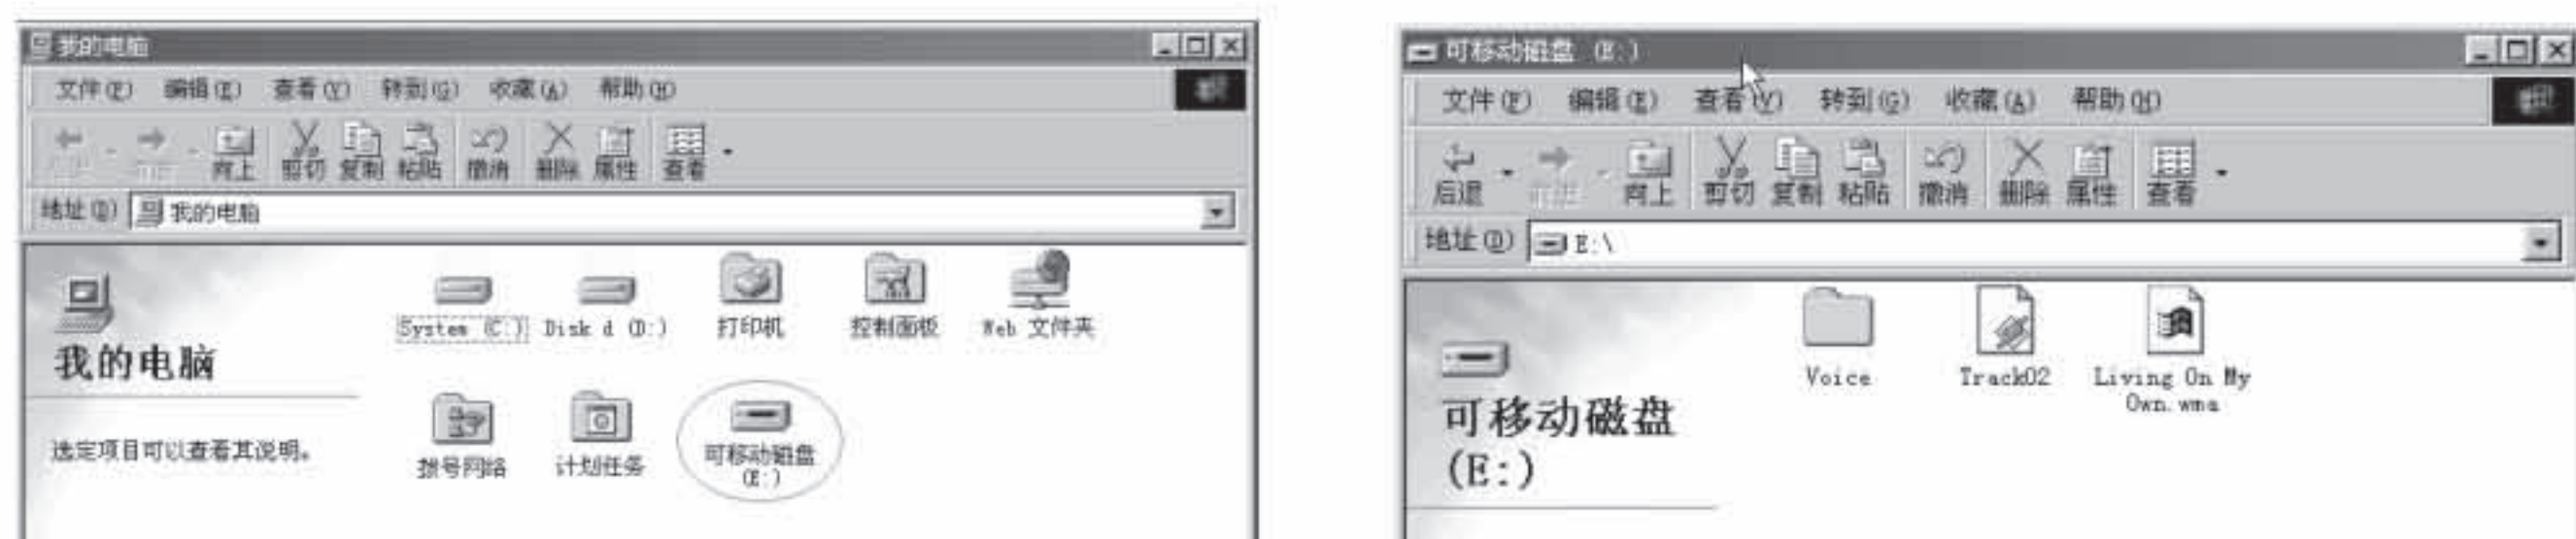 我的电脑
文件(F) 编辑(E) 查看(V) 转到(G) 收藏(A) 帮助(H)
向上 剪切 复制 粘贴 撤消 删除 属性 查看
地址(D) 我的电脑
System (C:) Disk d (D:) 打印机 控制面板 Web 文件夹
我的电脑
选定项目可以查看其说明。
拨号网络 计划任务 可移动磁盘
(E:)
可移动磁盘 (E:)
文件(F) 编辑(E) 查看(V) 转到(G) 收藏(A) 帮助(H)
后退 前进 向上 剪切 复制 粘贴 撤消 删除 属性 查看
地址(D) E:\
Voice Track02 Living On My
Own.wma
可移动磁盘
(E:)